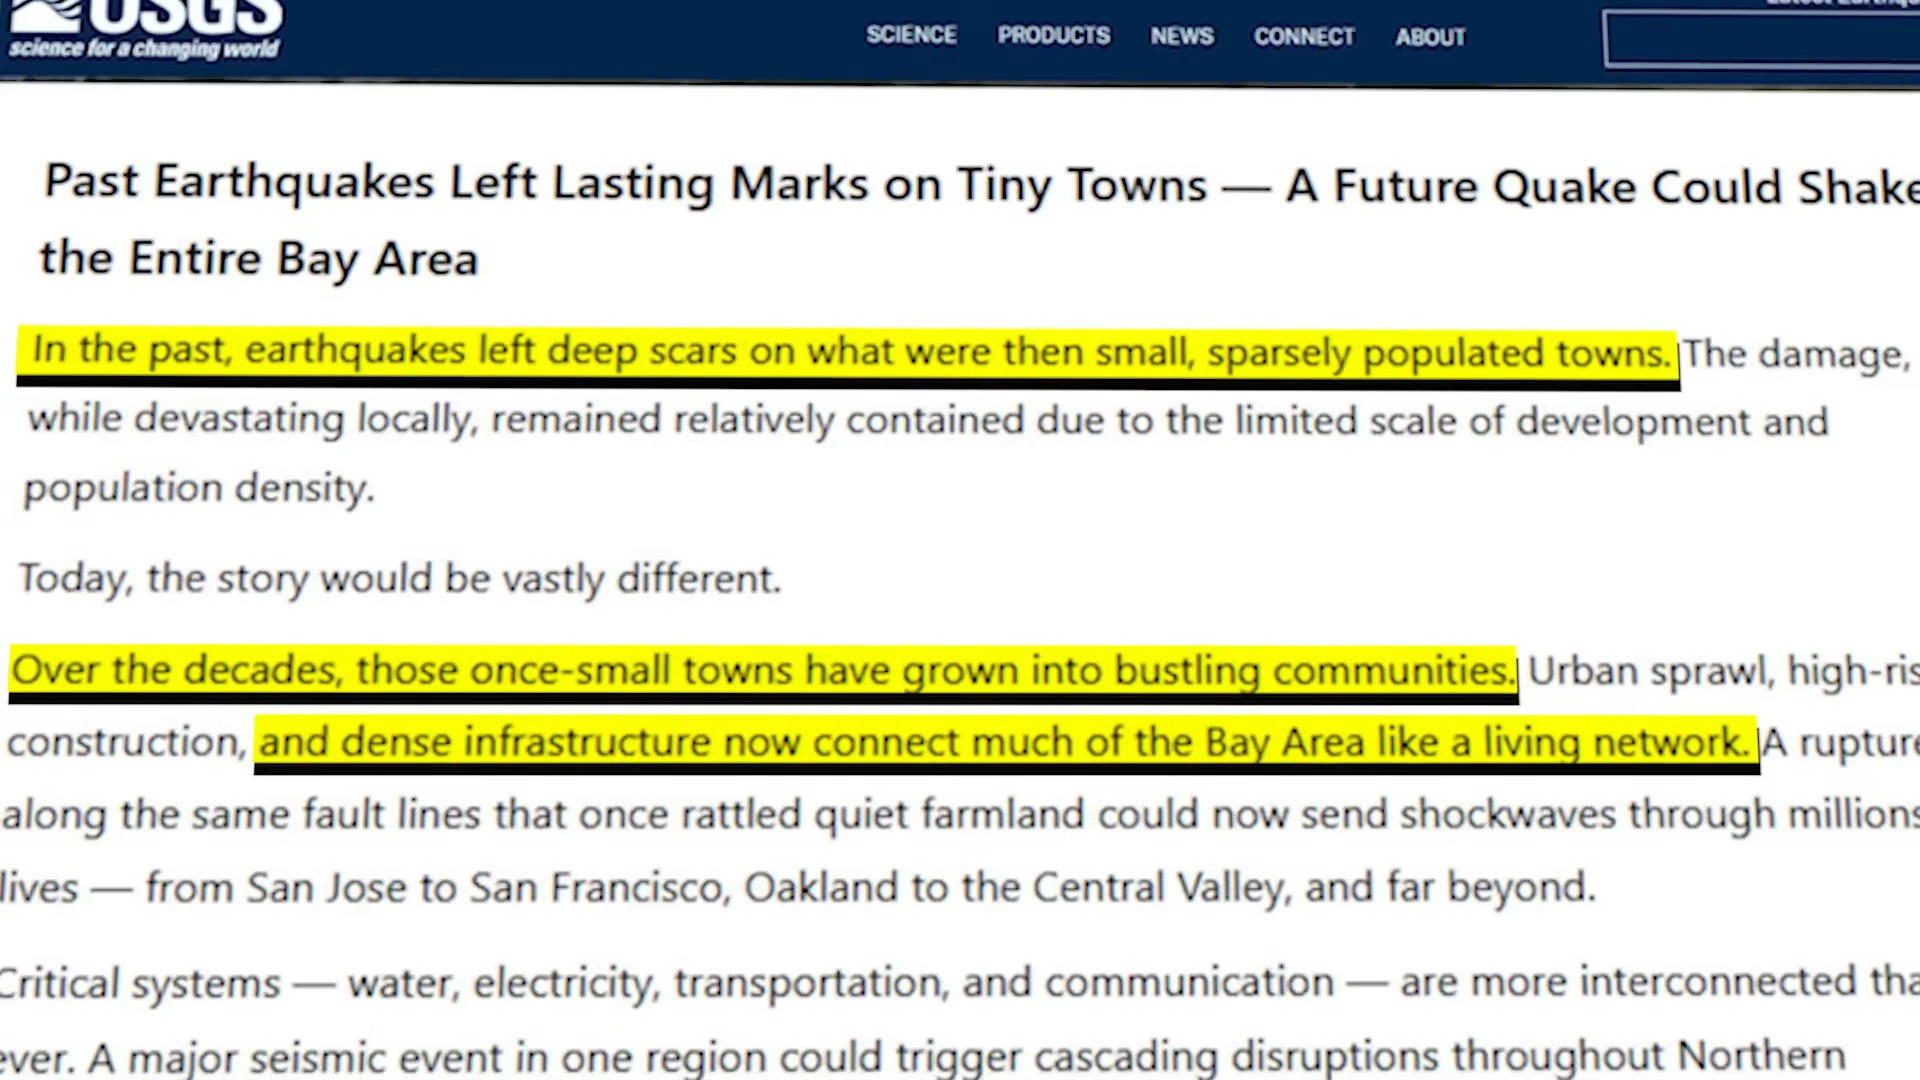 USGS
science for a changing world
SCIENCE PRODUCTS NEWS CONNECT ABOUT
Past Earthquakes Left Lasting Marks on Tiny Towns — A Future Quake Could Shake
the Entire Bay Area
In the past, earthquakes left deep scars on what were then small, sparsely populated towns. The damage,
while devastating locally, remained relatively contained due to the limited scale of development and
population density.
Today, the story would be vastly different.
Over the decades, those once-small towns have grown into bustling communities. Urban sprawl, high-ris
construction, and dense infrastructure now connect much of the Bay Area like a living network. A rupture
along the same fault lines that once rattled quiet farmland could now send shockwaves through millions
lives — from San Jose to San Francisco, Oakland to the Central Valley, and far beyond.
Critical systems — water, electricity, transportation, and communication — are more interconnected tha
ever. A major seismic event in one region could trigger cascading disruptions throughout Northern